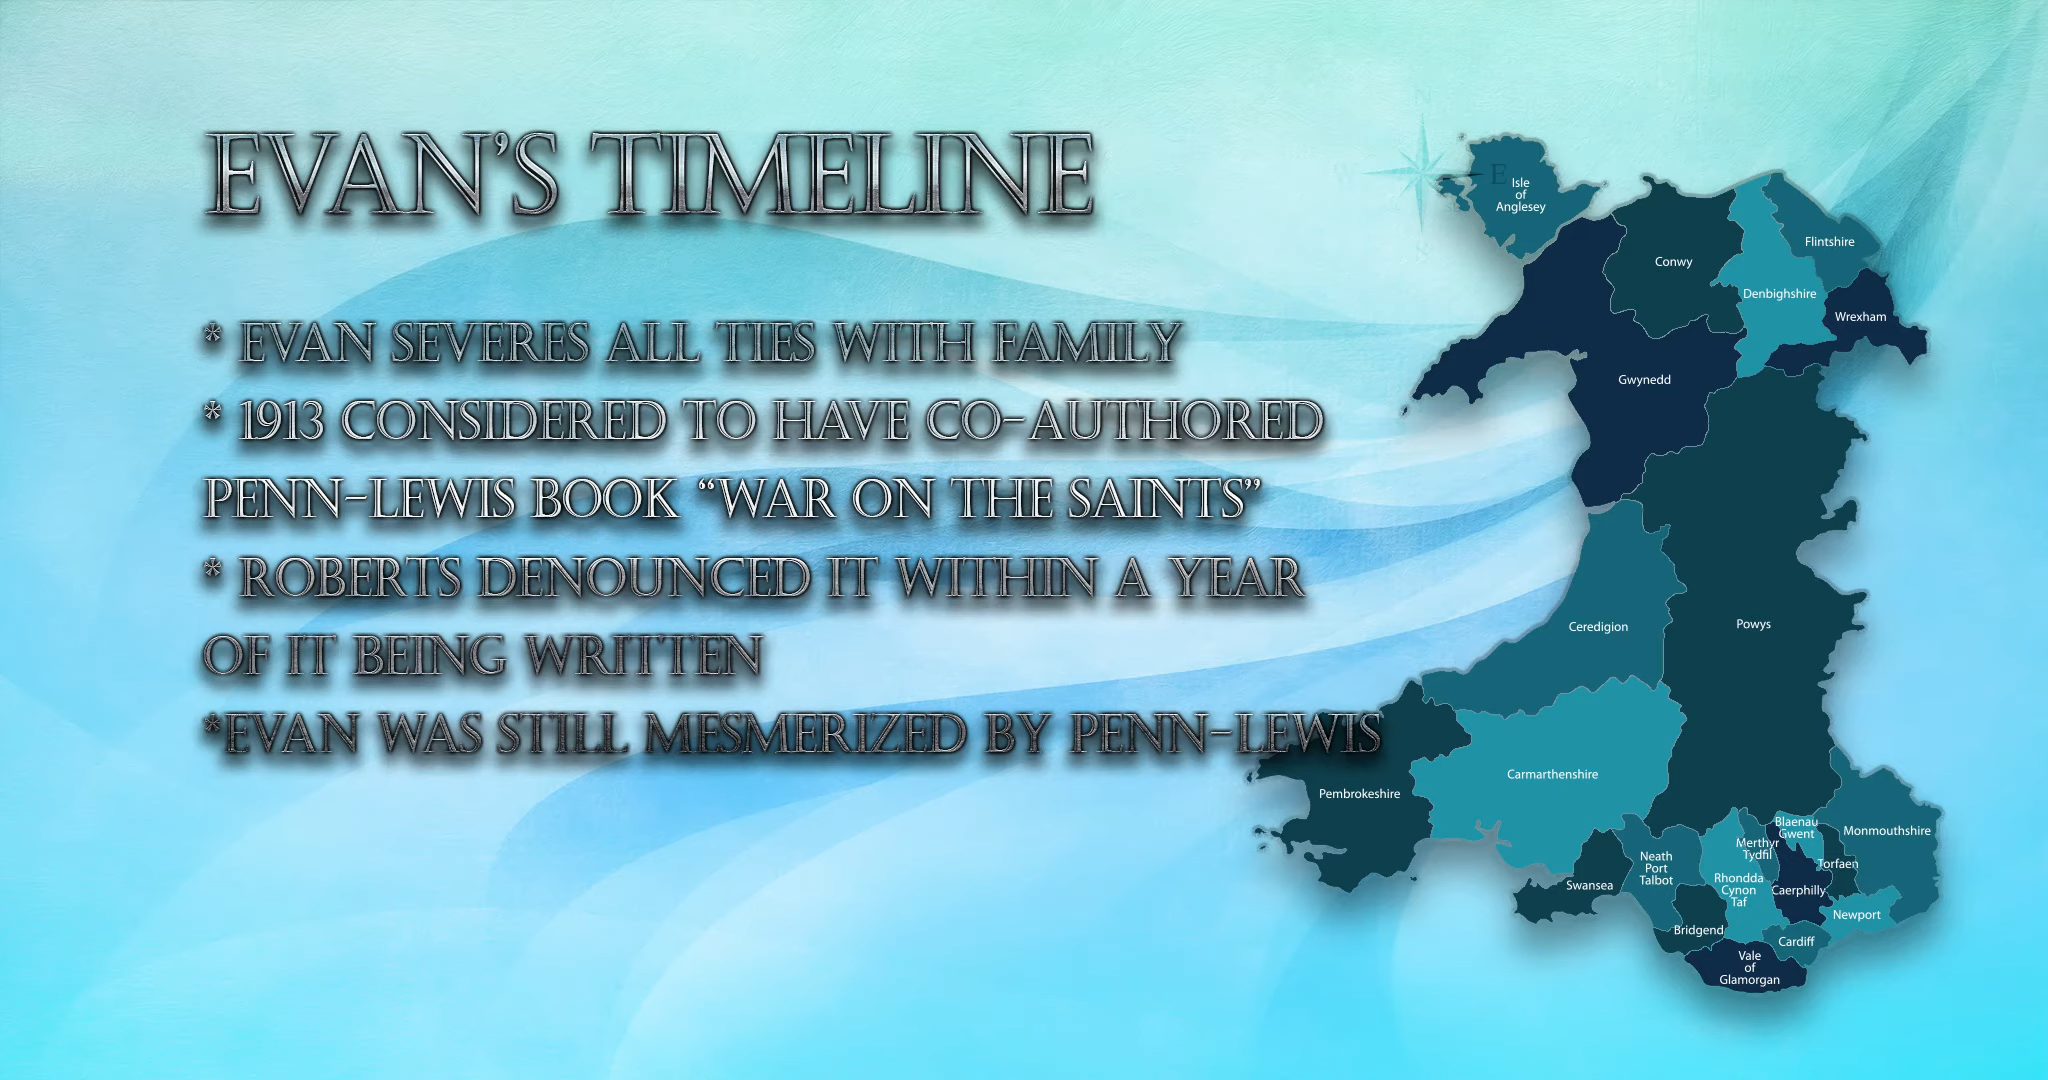 EVAN'S TIMELINE
* EVAN SEVERES ALL TIES WITH FAMILY
* 1913 CONSIDERED TO HAVE CO-AUTHORED
PENN-LEWIS BOOK "WAR ON THE SAINTS"
* ROBERTS DENOUNCED IT WITHIN A YEAR
OF IT BEING WRITTEN
*EVAN WAS STILL MESMERIZED BY PENN-LEWIS
N
W
E
S
Isle
of
Anglesey
Flintshire
Conwy
Denbighshire
Wrexham
Gwynedd
Ceredigion
Powys
Carmarthenshire
Pembrokeshire
Swansea
Neath
Port
Talbot
Bridgend
Rhondda
Cynon
Taf
Merthyr
Tydfil
Blaenau
Gwent
Caerphilly
Torfaen
Monmouthshire
Newport
Cardiff
Vale
of
Glamorgan